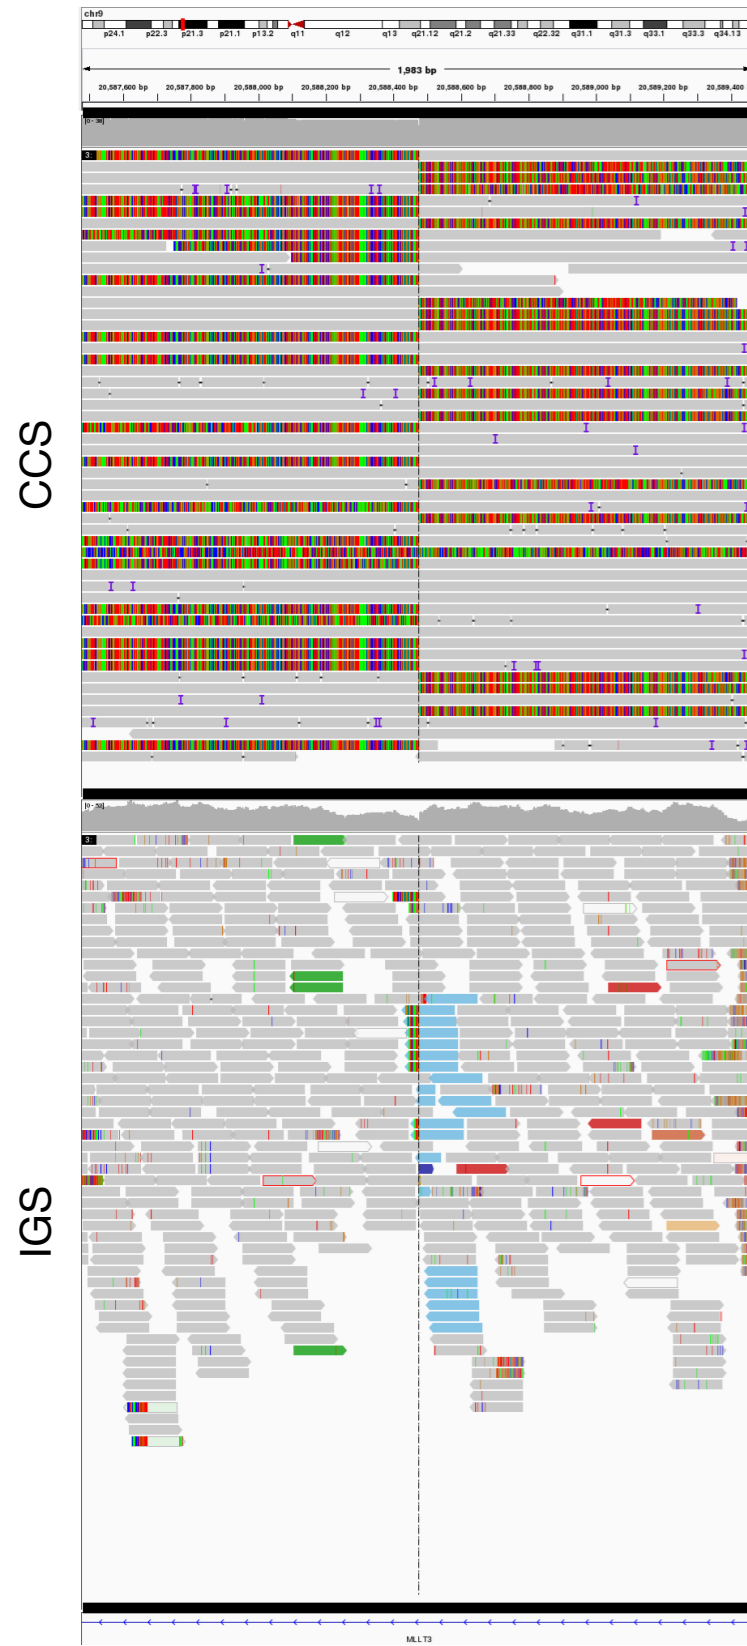 chr9
p24.1 p22.3 p21.3 p21.1 p13.2 q11 q12 q13 q21.12 q21.2 q21.33 q22.32 q31.1 q31.3 q33.1 q33.3 q34.13
1,983 bp
20,587,600 bp 20,587,800 bp 20,588,000 bp 20,588,200 bp 20,588,400 bp 20,588,600 bp 20,588,800 bp 20,589,000 bp 20,589,200 bp 20,589,400
[0 - 38]
3:
CCS
[0 - 58]
3:
IGS
MLLT3